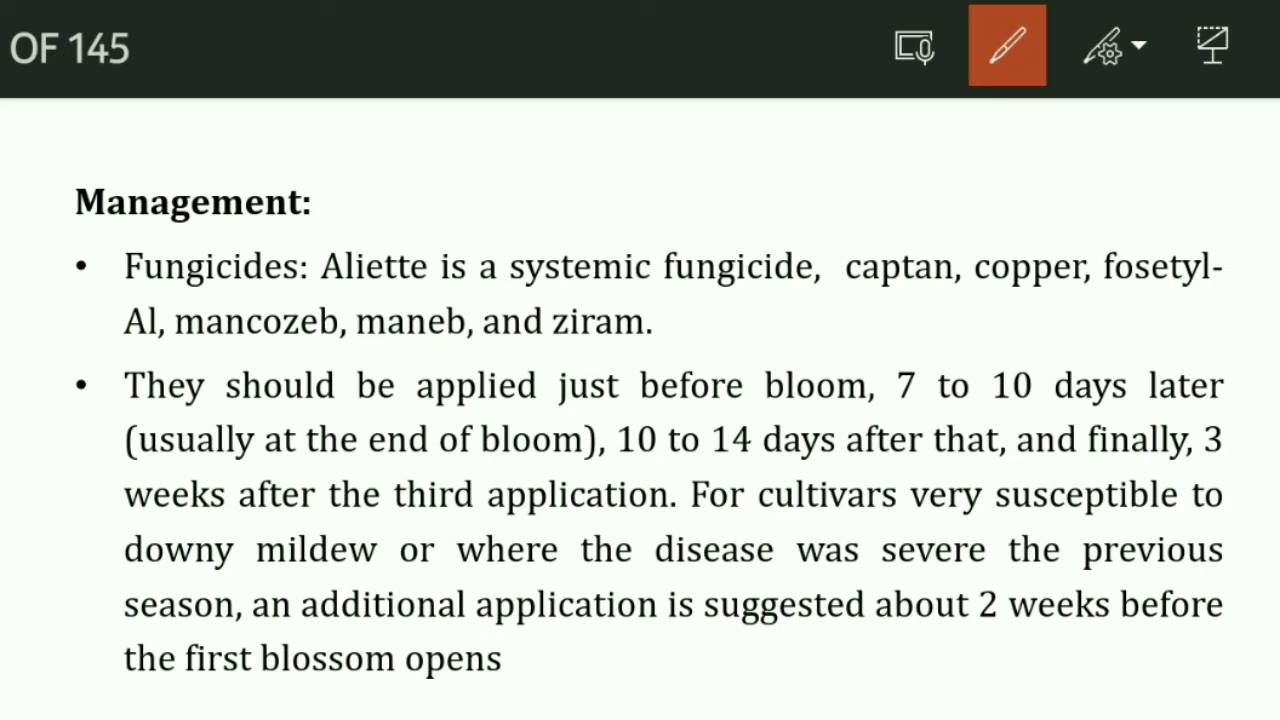 OF 145
Management:
• Fungicides: Aliette is a systemic fungicide, captan, copper, fosetyl-
Al, mancozeb, maneb, and ziram.
• They should be applied just before bloom, 7 to 10 days later
(usually at the end of bloom), 10 to 14 days after that, and finally, 3
weeks after the third application. For cultivars very susceptible to
downy mildew or where the disease was severe the previous
season, an additional application is suggested about 2 weeks before
the first blossom opens